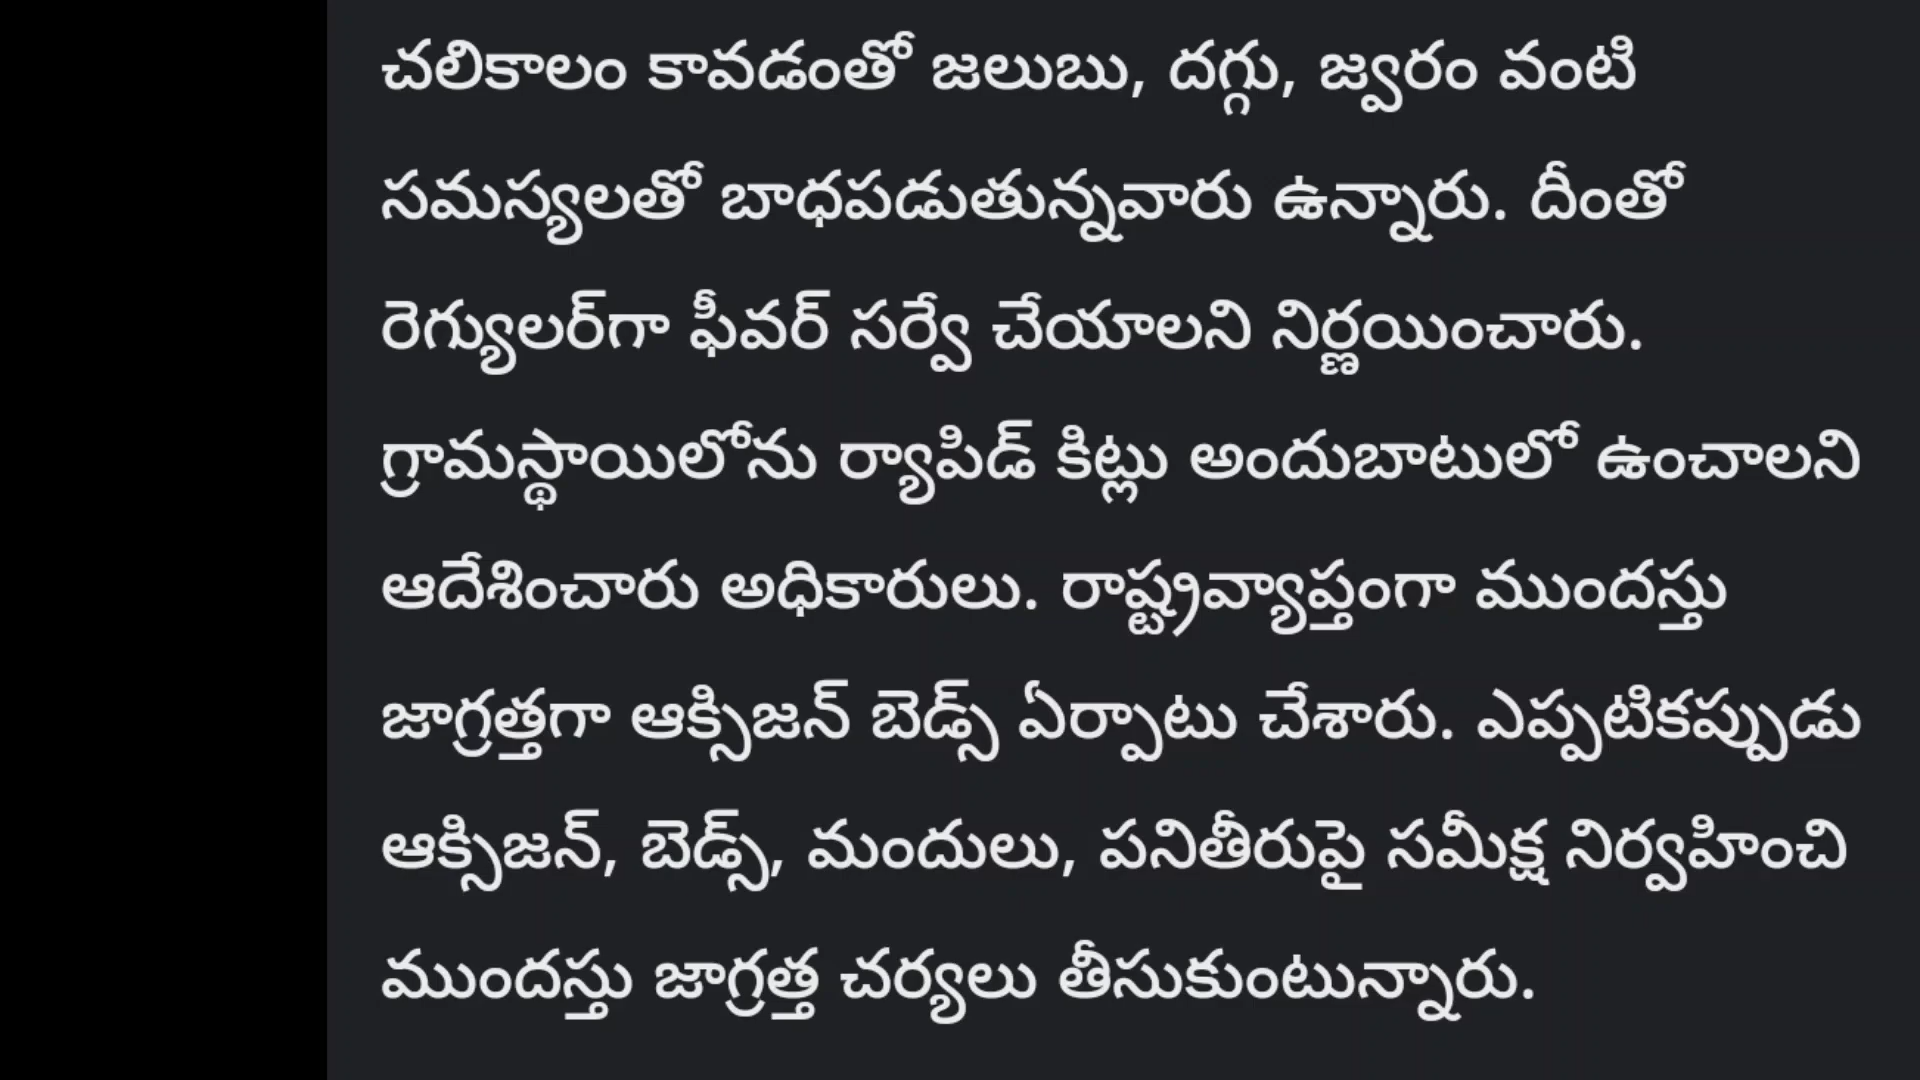 చలికాలం కావడంతో జలుబు, దగ్గు, జ్వరం వంటి
సమస్యలతో బాధపడుతున్నవారు ఉన్నారు. దీంతో
రెగ్యులర్‌గా ఫీవర్ సర్వే చేయాలని నిర్ణయించారు.
గ్రామస్థాయిలోను ర్యాపిడ్ కిట్లు అందుబాటులో ఉంచాలని
ఆదేశించారు అధికారులు. రాష్ట్రవ్యాప్తంగా ముందస్తు
జాగ్రత్తగా ఆక్సిజన్ బెడ్స్ ఏర్పాటు చేశారు. ఎప్పటికప్పుడు
ఆక్సిజన్, బెడ్స్, మందులు, పనితీరుపై సమీక్ష నిర్వహించి
ముందస్తు జాగ్రత్త చర్యలు తీసుకుంటున్నారు.